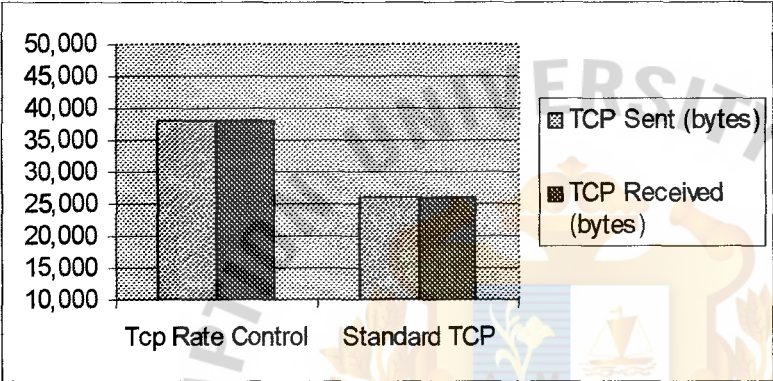 50,000
45,000
40,000
35,000
30,000
25,000
20,000
15,000
10,000
Tcp Rate Control
Standard TCP
TCP Sent (bytes)
TCP Received
(bytes)
UNIVERSITY